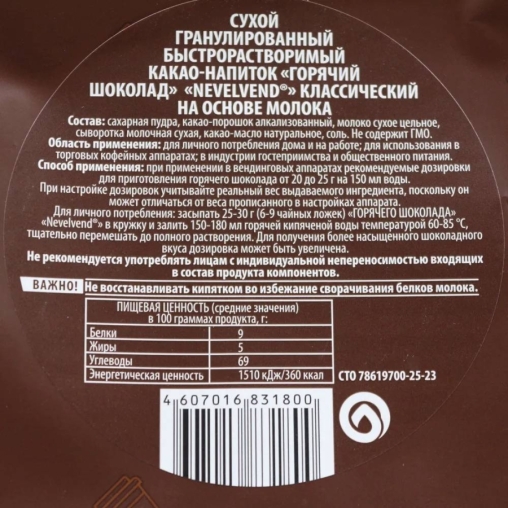 СУХОЙ
ГРАНУЛИРОВАННЫЙ
БЫСТРОРАСТВОРИМЫЙ
КАКАО-НАПИТОК «ГОРЯЧИЙ
ШОКОЛАД» «NEVELVEND®» КЛАССИЧЕСКИЙ
НА ОСНОВЕ МОЛОКА
Состав: сахарная пудра, какао-порошок алкализованный, молоко сухое цельное,
сыворотка молочная сухая, какао-масло натуральное, соль. Не содержит ГМО.
Область применения: для личного потребления дома и на работе; для использования в
торговых кофейных аппаратах; в индустрии гостеприимства и общественного питания.
Способ применения: при применении в вендинговых аппаратах рекомендуемые дозировки
для приготовления горячего шоколада от 20 до 25 г на 150 мл воды.
При настройке дозировок учитывайте реальный вес выдаваемого ингредиента, поскольку он
может отличаться от веса прописанного в настройках аппарата.
Для личного потребления: засыпать 25-30 г (6-9 чайных ложек) «ГОРЯЧЕГО ШОКОЛАДА»
«Nevelvend®» в кружку и залить 150-180 мл горячей кипяченой воды температурой 60-85 °C,
тщательно перемешать до полного растворения. Для получения более насыщенного шоколадного
вкуса дозировка может быть увеличена.
Не рекомендуется употреблять лицам с индивидуальной непереносимостью входящих
в состав продукта компонентов.
ВАЖНО! Не восстанавливать кипятком во избежание сворачивания белков молока.
ПИЩЕВАЯ ЦЕННОСТЬ (средние значения)
в 100 граммах продукта, г:
Белки 9
Жиры 5
Углеводы 69
Энергетическая ценность 1510 кДж/360 ккал
СТО 78619700-25-23
4 607016 831800